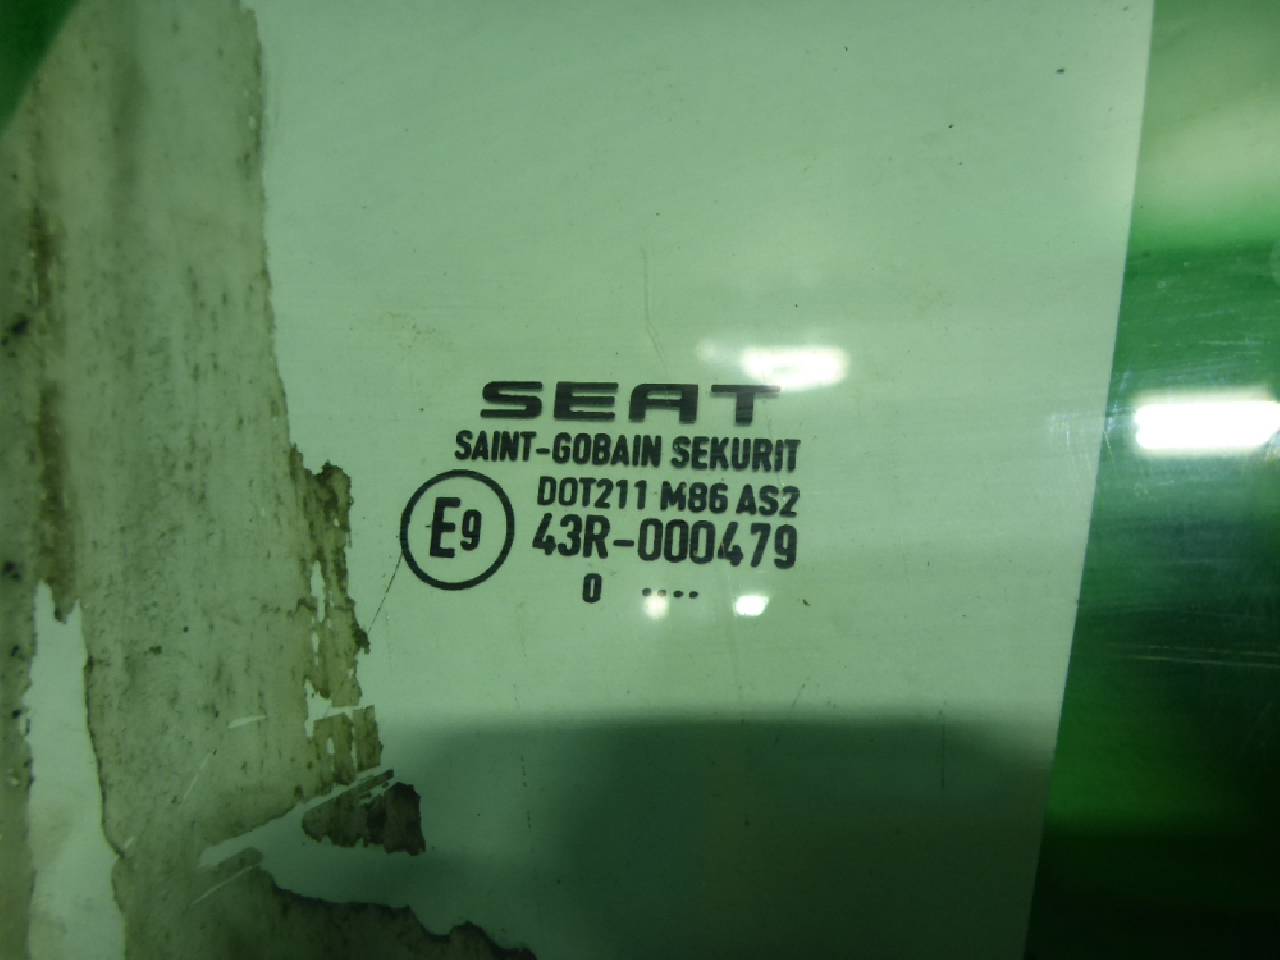 SEAT
SAINT-GOBAIN SEKURIT
DOT211 M86 AS2
E9 43R-000479
0 ....